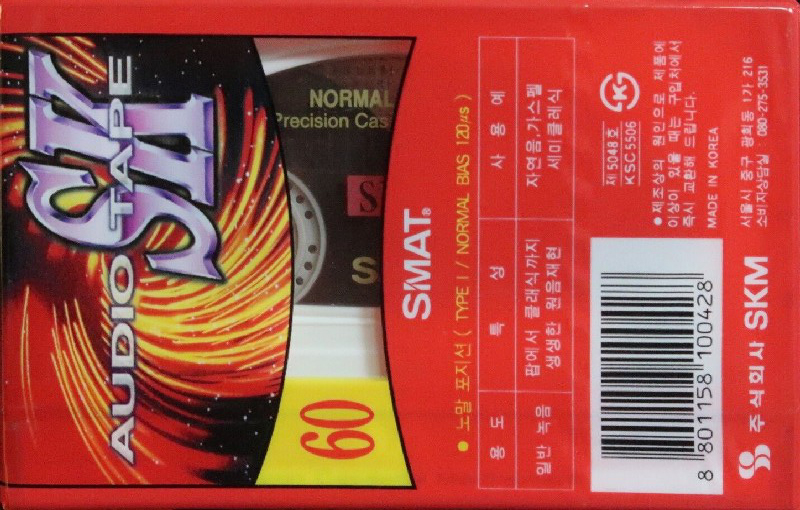 SKII
AUDIO TAPE
NORMAL
Precision Cas
S
S
60
SMAT®
● 노말 포지션 ( TYPE I / NORMAL BIAS 120㎲ )
용 도
특 성
사 용 예
일반 녹음
팝에서 클래식까지
생생한 원음재현
자연음,가스펠
세미클래식
제 5048 호
KSC 5506
● 제조상의 원인으로 제품에
이상이 있을 때는 구입처에서
즉시 교환해 드립니다.
MADE IN KOREA
8 801158 100428
주식회사 SKM
서울시 중구 광희동 1가 216
소비자상담실 : 080-275-3531